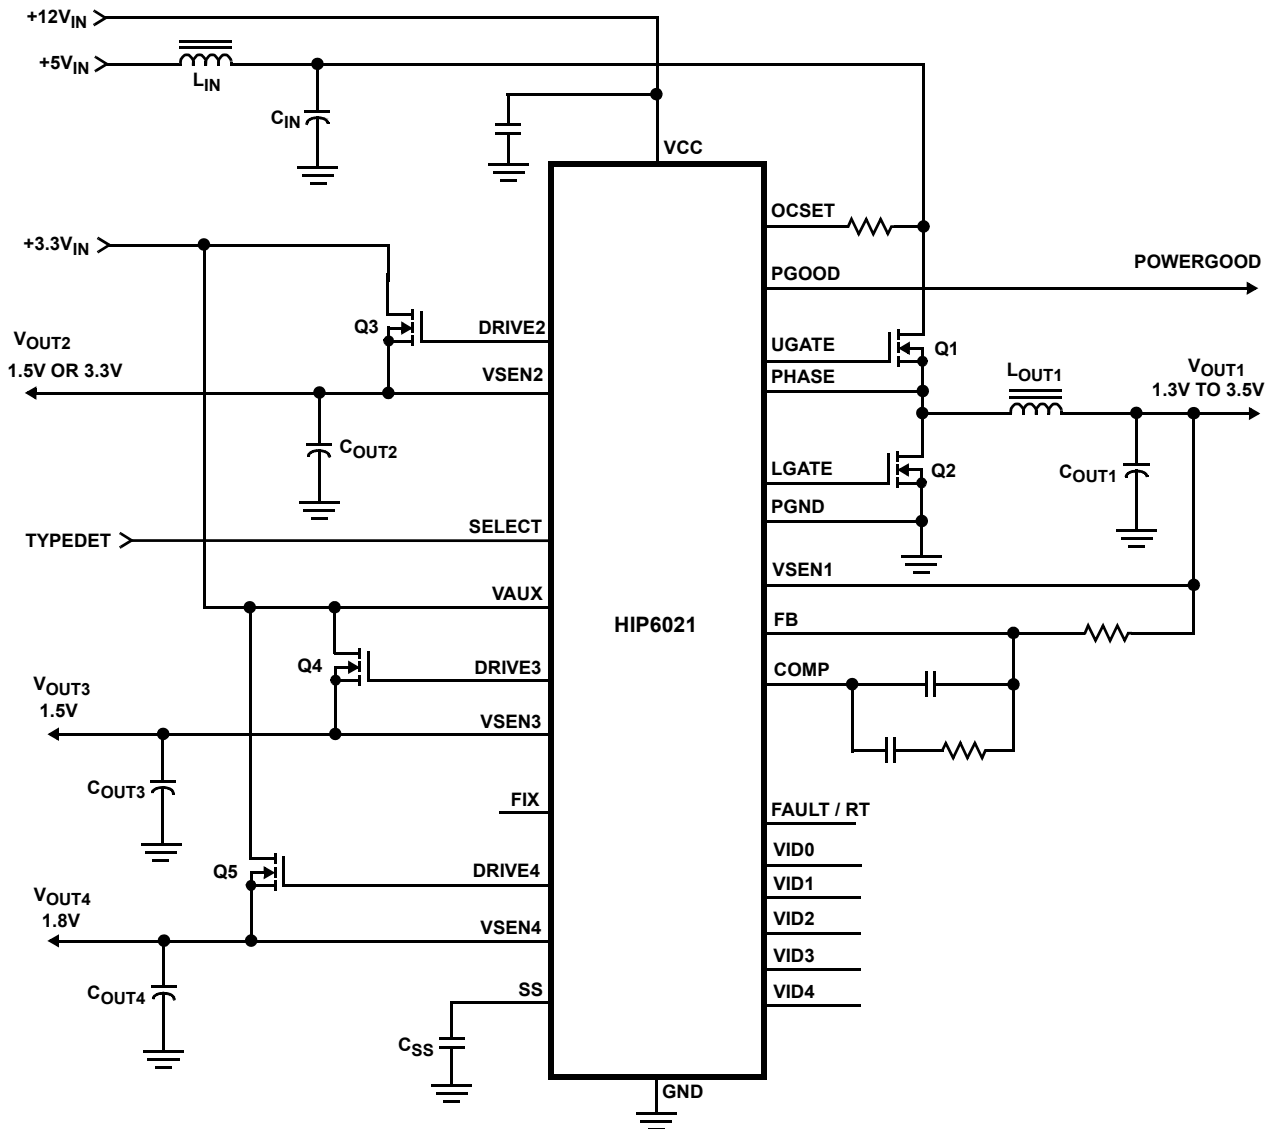 +12VIN
+5VIN
LIN
CIN
VCC
OCSET
+3.3VIN
PGOOD
POWERGOOD
Q3
DRIVE2
VOUT2
1.5V OR 3.3V
VSEN2
UGATE
Q1
PHASE
LOUT1
VOUT1
1.3V TO 3.5V
COUT2
LGATE
Q2
COUT1
PGND
TYPEDET
SELECT
VSEN1
VAUX
HIP6021
FB
Q4
DRIVE3
COMP
VOUT3
1.5V
VSEN3
COUT3
FIX
FAULT / RT
VID0
Q5
DRIVE4
VID1
VOUT4
1.8V
VSEN4
VID2
VID3
COUT4
SS
VID4
CSS
GND